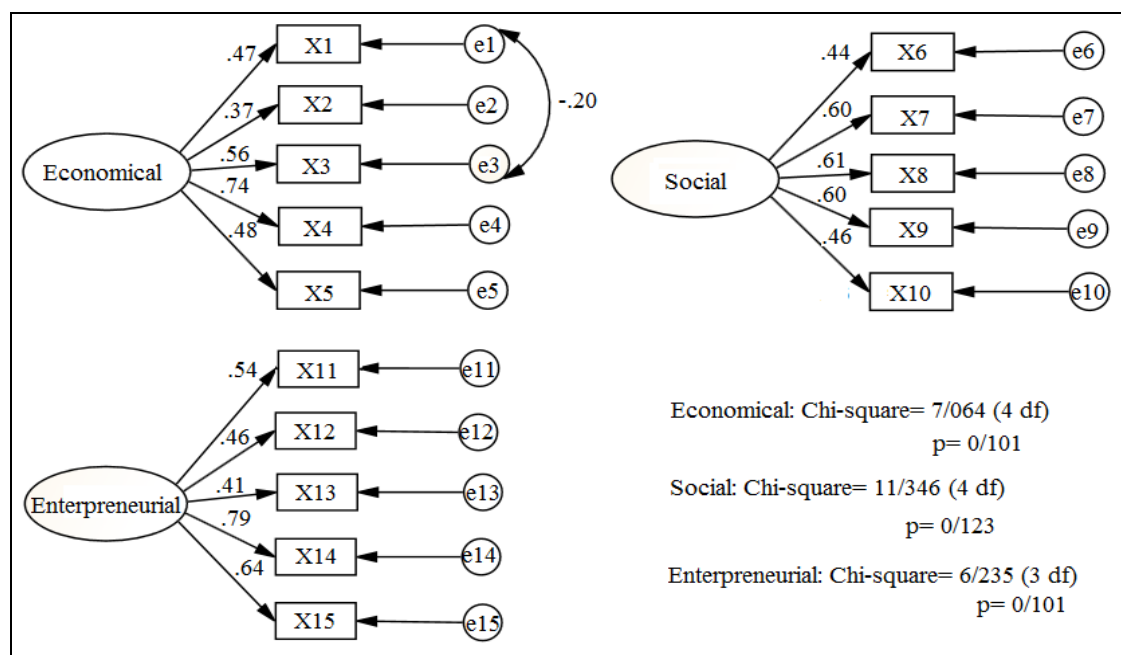 Economical
.47
.37
.56
.74
.48
X1
X2
X3
X4
X5
e1
e2
e3
e4
e5
-.20
Social
.44
.60
.61
.60
.46
X6
X7
X8
X9
X10
e6
e7
e8
e9
e10
Enterpreneurial
.54
.46
.41
.79
.64
X11
X12
X13
X14
X15
e11
e12
e13
e14
e15
Economical: Chi-square= 7/064 (4 df)
p= 0/101
Social: Chi-square= 11/346 (4 df)
p= 0/123
Enterpreneurial: Chi-square= 6/235 (3 df)
p= 0/101